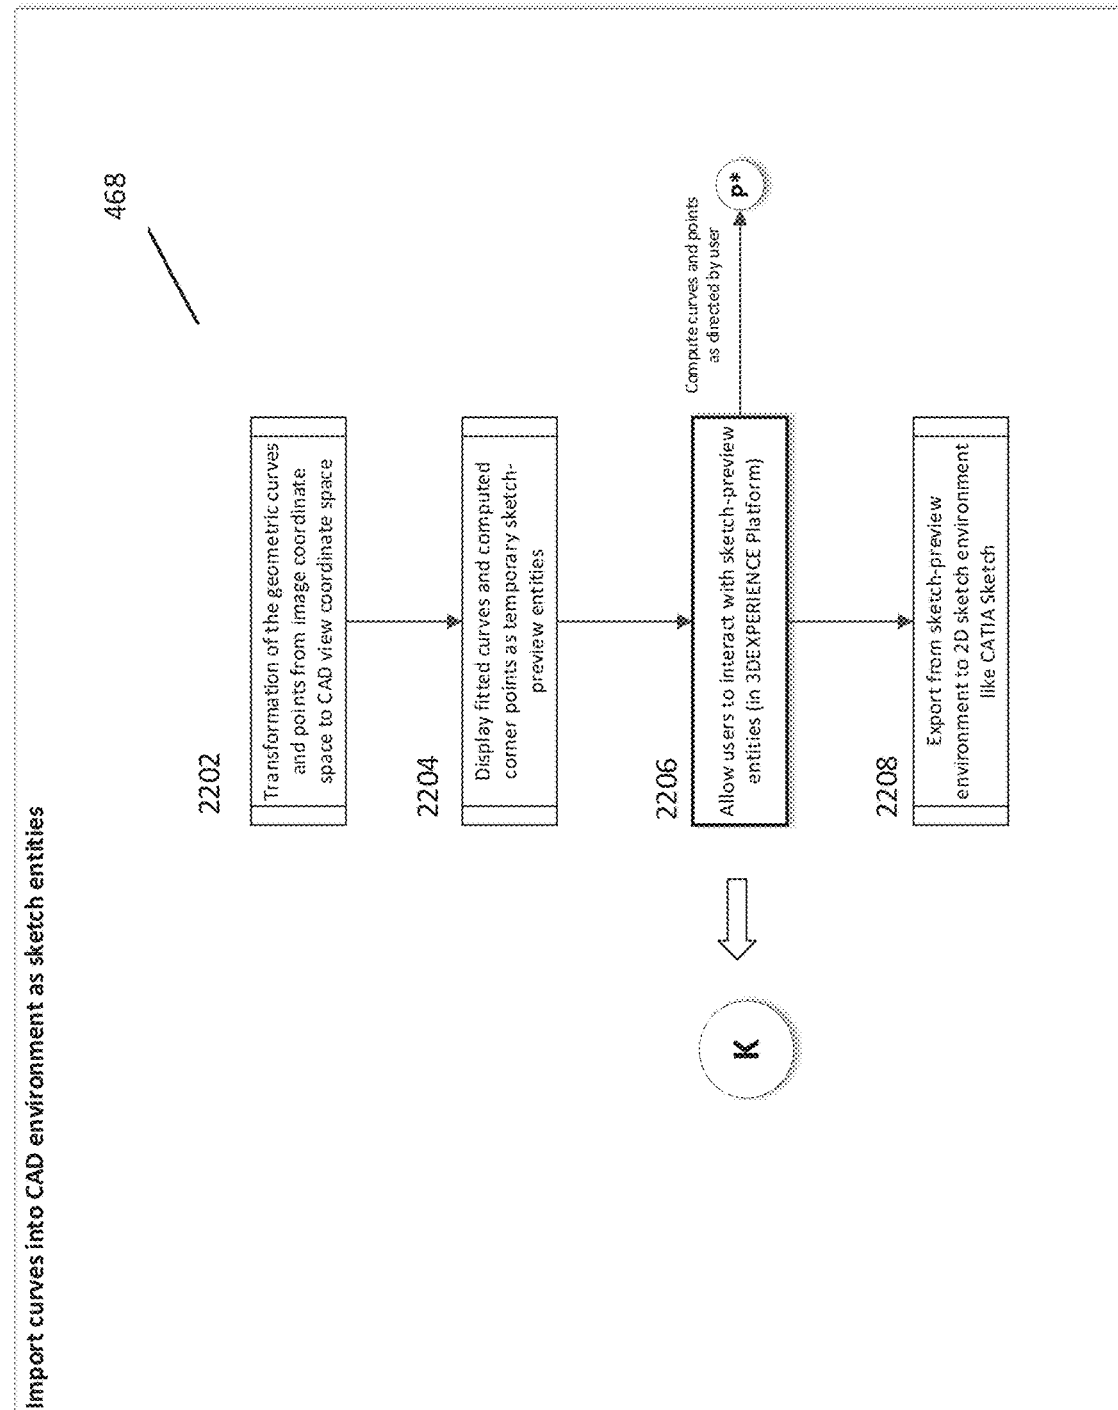 Import curves into CAD environment as sketch entities
468
2202
Transformation of the geometric curves
and points from image coordinate
space to CAD view coordinate space
2204
Display fitted curves and computed
corner points as temporary sketch-
preview entities
2206
Allow users to interact with sketch-preview
entities (in 3DEXPERIENCE Platform)
Compute curves and points
as directed by user
P*
K
2208
Export from sketch-preview
environment to 2D sketch environment
like CATIA Sketch